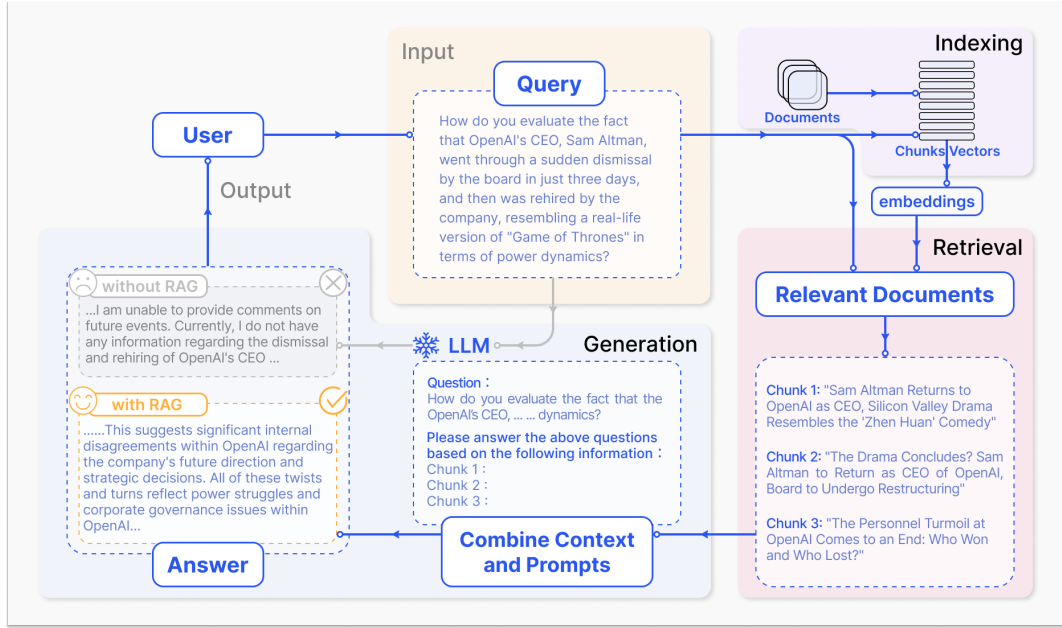 Input
Query
How do you evaluate the fact
that OpenAI's CEO, Sam Altman,
went through a sudden dismissal
by the board in just three days,
and then was rehired by the
company, resembling a real-life
version of "Game of Thrones" in
terms of power dynamics?
Indexing
Documents
Chunks Vectors
embeddings
User
Output
Retrieval
Relevant Documents
Chunk 1: "Sam Altman Returns to
OpenAI as CEO, Silicon Valley Drama
Resembles the 'Zhen Huan' Comedy"
Chunk 2: "The Drama Concludes? Sam
Altman to Return as CEO of OpenAI,
Board to Undergo Restructuring"
Chunk 3: "The Personnel Turmoil at
OpenAI Comes to an End: Who Won
and Who Lost?"
Generation
LLM
Question :
How do you evaluate the fact that the
OpenAI's CEO, ... ... dynamics?
Please answer the above questions
based on the following information :
Chunk 1 :
Chunk 2 :
Chunk 3 :
Combine Context
and Prompts
without RAG
...I am unable to provide comments on
future events. Currently, I do not have
any information regarding the dismissal
and rehiring of OpenAI's CEO ...
with RAG
......This suggests significant internal
disagreements within OpenAI regarding
the company's future direction and
strategic decisions. All of these twists
and turns reflect power struggles and
corporate governance issues within
OpenAI...
Answer